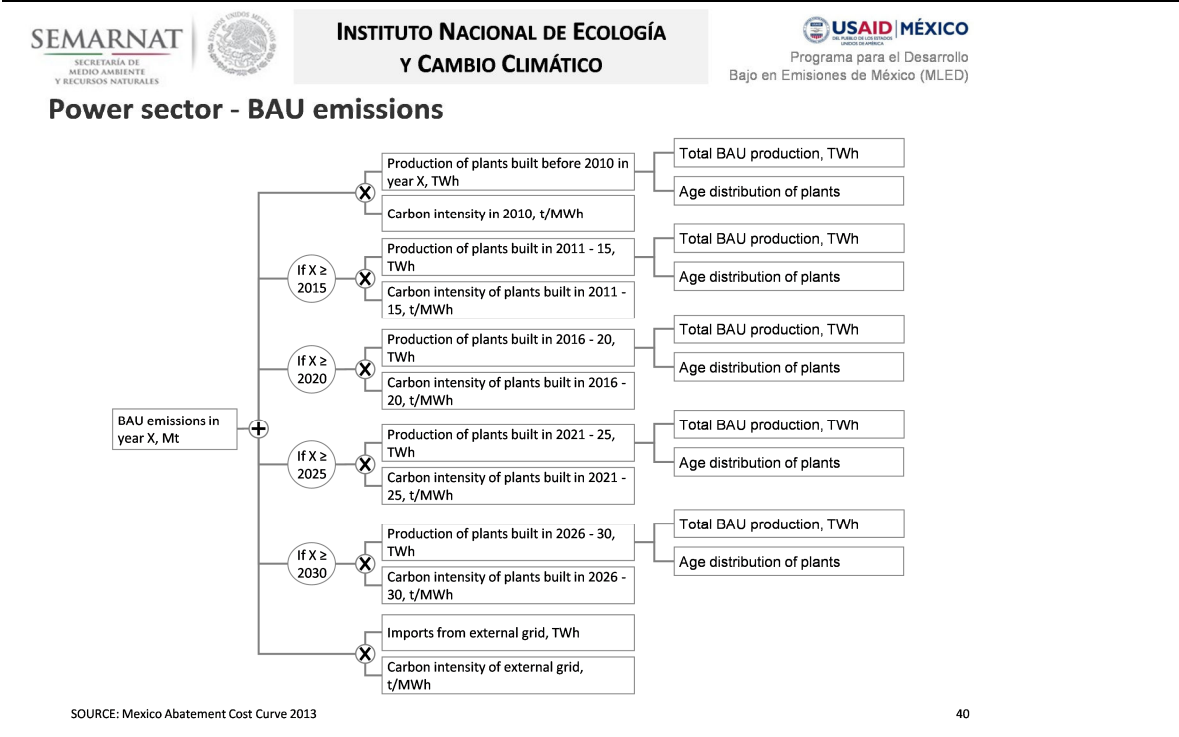 SEMARNAT
SECRETARÍA DE
MEDIO AMBIENTE
Y RECURSOS NATURALES
INSTITUTO NACIONAL DE ECOLOGÍA
Y CAMBIO CLIMÁTICO
USAID MÉXICO
DEL PUEBLO DE LOS ESTADOS
UNIDOS DE AMÉRICA
Programa para el Desarrollo
Bajo en Emisiones de México (MLED)
Power sector - BAU emissions
Production of plants built before 2010 in
year X, TWh
Total BAU production, TWh
Age distribution of plants
X
Carbon intensity in 2010, t/MWh
If X ≥
2015
X
Production of plants built in 2011 - 15,
TWh
Total BAU production, TWh
Age distribution of plants
Carbon intensity of plants built in 2011 -
15, t/MWh
If X ≥
2020
X
Production of plants built in 2016 - 20,
TWh
Total BAU production, TWh
Age distribution of plants
Carbon intensity of plants built in 2016 -
20, t/MWh
BAU emissions in
year X, Mt
+
If X ≥
2025
X
Production of plants built in 2021 - 25,
TWh
Total BAU production, TWh
Age distribution of plants
Carbon intensity of plants built in 2021 -
25, t/MWh
If X ≥
2030
X
Production of plants built in 2026 - 30,
TWh
Total BAU production, TWh
Age distribution of plants
Carbon intensity of plants built in 2026 -
30, t/MWh
X
Imports from external grid, TWh
Carbon intensity of external grid,
t/MWh
SOURCE: Mexico Abatement Cost Curve 2013
40